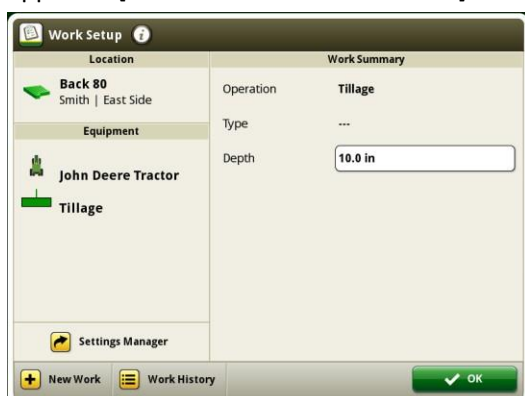 Work Setup
Location
Back 80
Smith | East Side
Equipment
John Deere Tractor
Tillage
Settings Manager
Work Summary
Operation Tillage
Type ---
Depth 10.0 in
New Work
Work History
OK